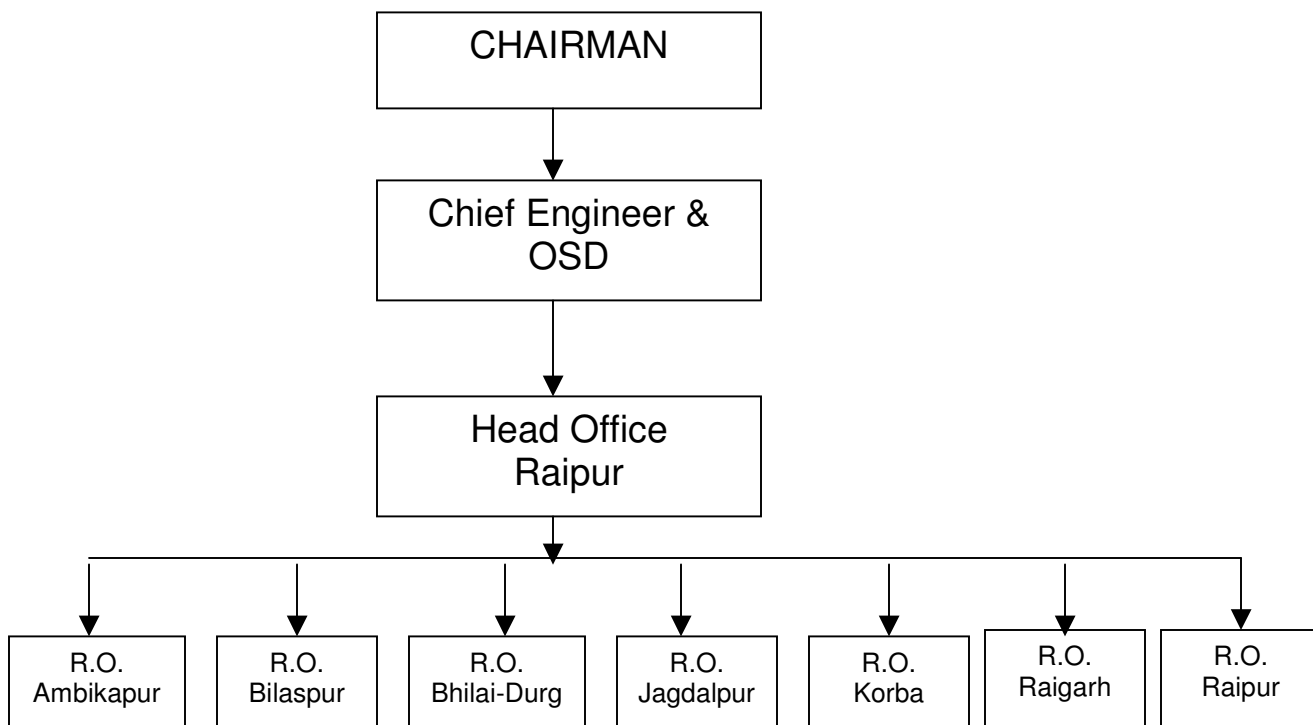 CHAIRMAN
Chief Engineer &
OSD
Head Office
Raipur
R.O.
Ambikapur
R.O.
Bilaspur
R.O.
Bhilai-Durg
R.O.
Jagdalpur
R.O.
Korba
R.O.
Raigarh
R.O.
Raipur